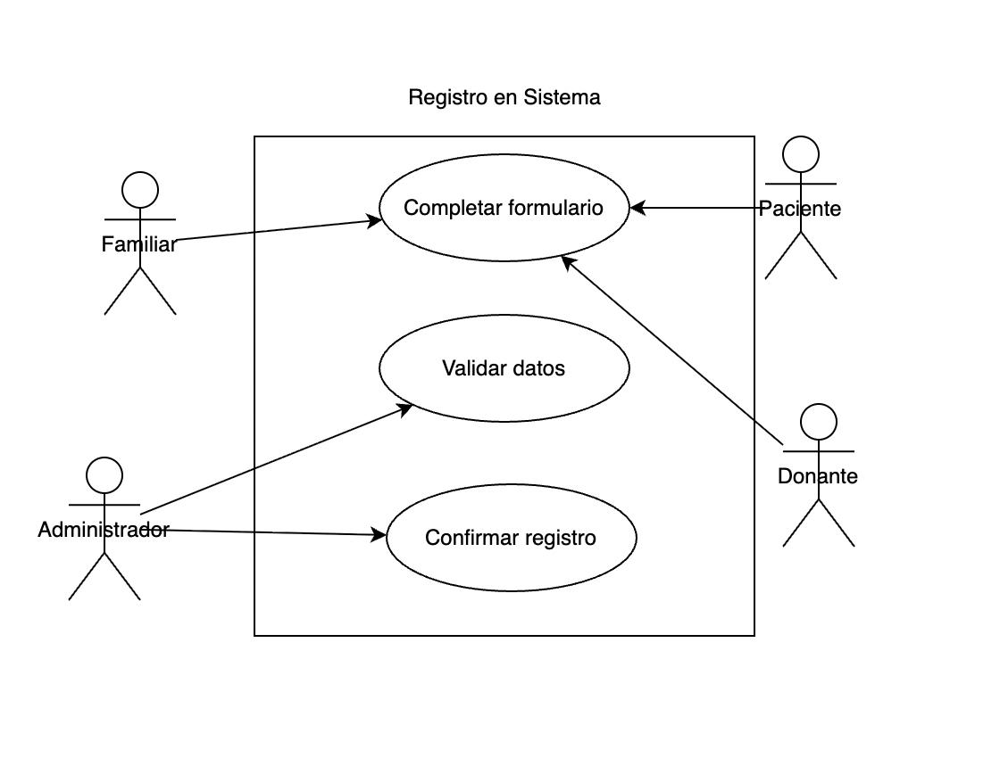 Registro en Sistema
Completar formulario
Paciente
Familiar
Validar datos
Donante
Administrador
Confirmar registro